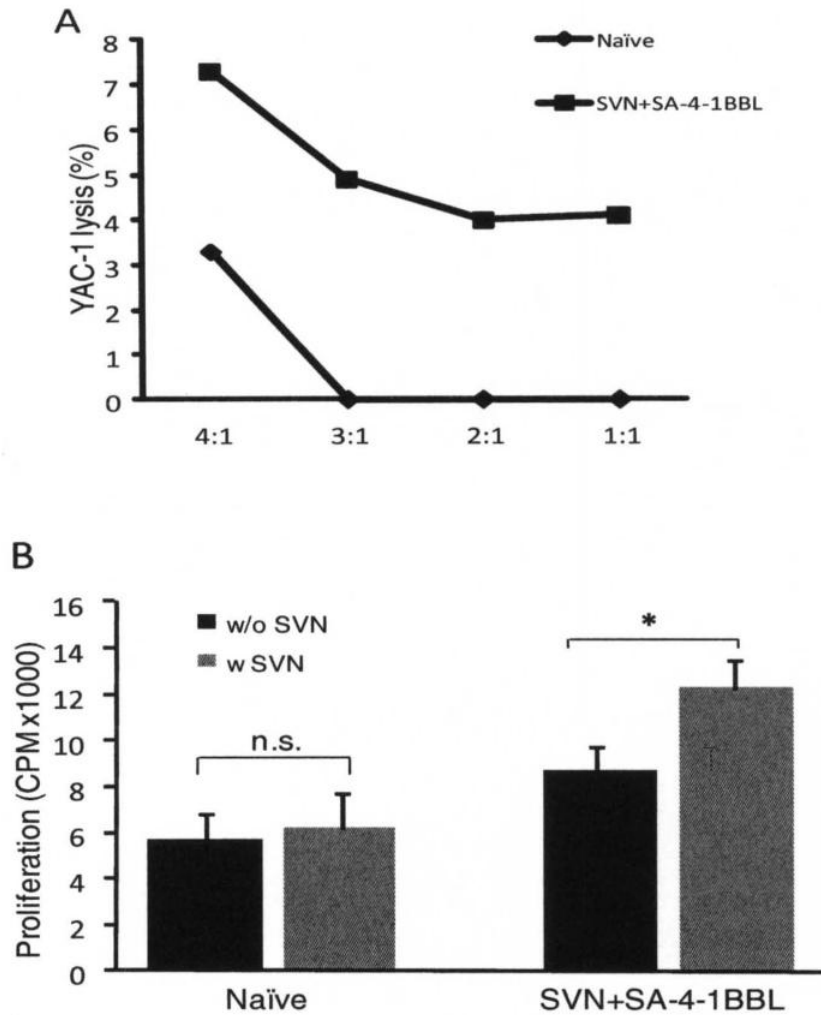 A
8
7
6
5
4
3
2
1
0
YAC-1 lysis (%)
Naïve
SVN+SA-4-1BBL
4:1 3:1 2:1 1:1
B
16
14
12
10
8
6
4
2
0
Proliferation (CPM x1000)
w/o SVN
w SVN
n.s.
*
Naïve SVN+SA-4-1BBL